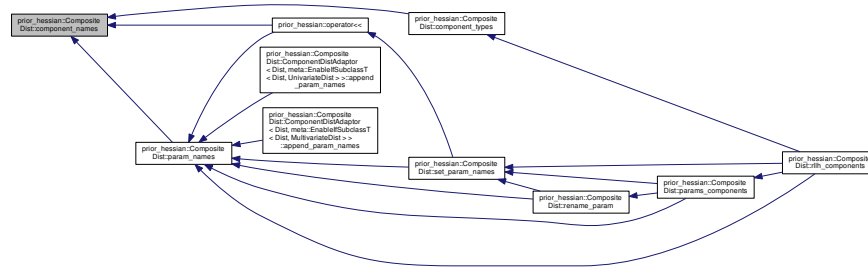 prior_hessian::Composite
Dist::component_names
prior_hessian::operator<<
prior_hessian::Composite
Dist::component_types
prior_hessian::Composite
Dist::ComponentDistAdaptor
< Dist, meta::EnableIfSubclassT
< Dist, UnivariateDist > >::append
_param_names
prior_hessian::Composite
Dist::ComponentDistAdaptor
< Dist, meta::EnableIfSubclassT
< Dist, MultivariateDist > >
::append_param_names
prior_hessian::Composite
Dist::param_names
prior_hessian::Composite
Dist::set_param_names
prior_hessian::Composite
Dist::rename_param
prior_hessian::Composite
Dist::params_components
prior_hessian::Composite
Dist::rllh_components